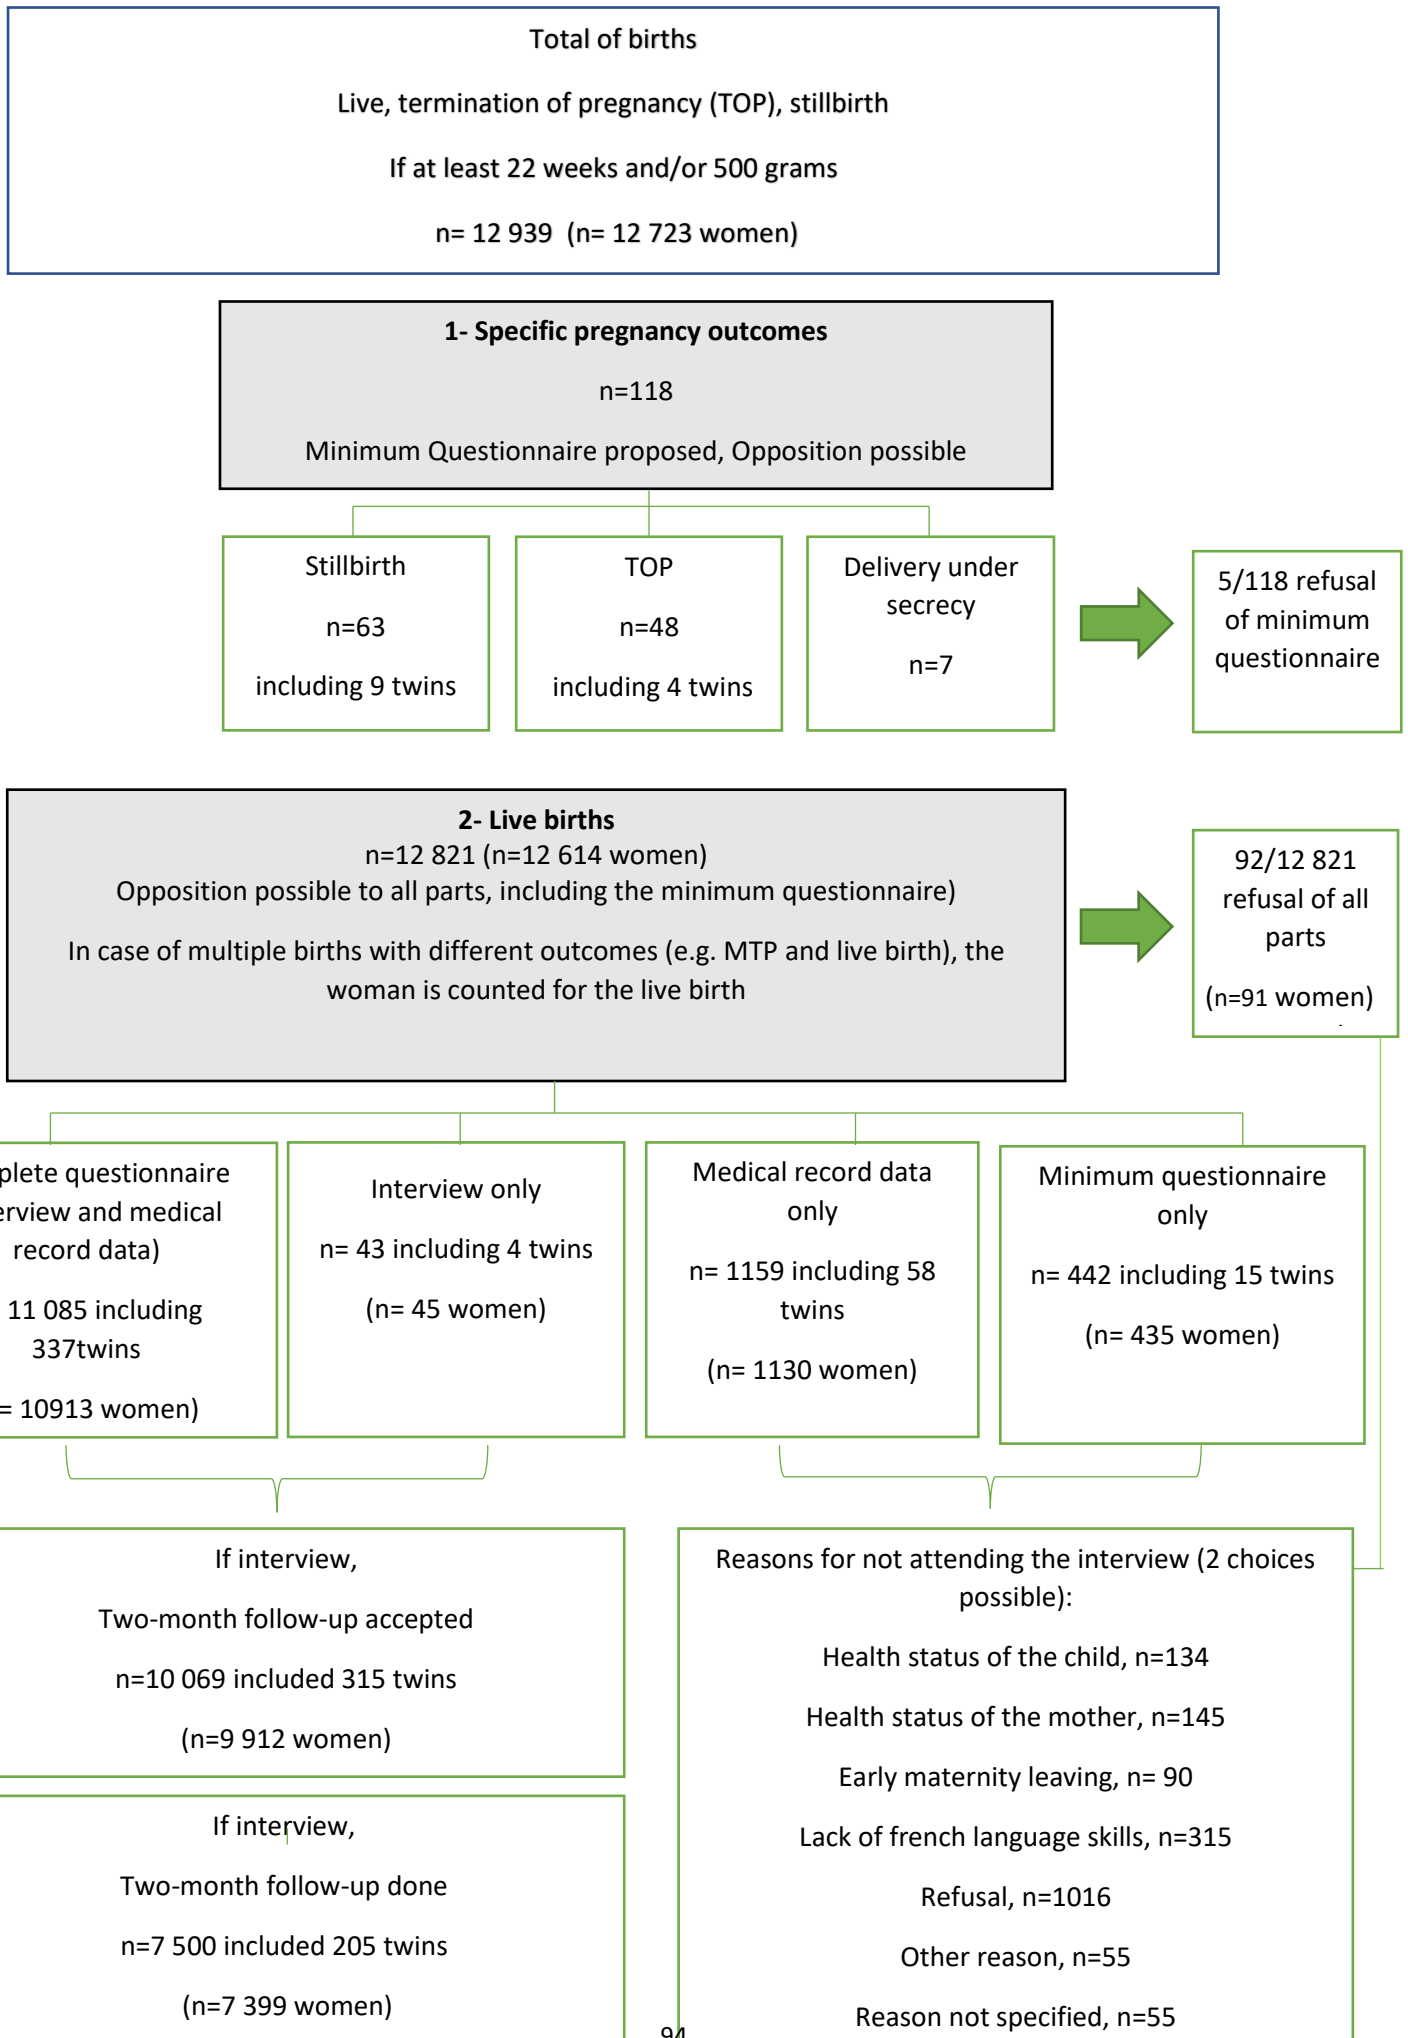 Total of births
Live, termination of pregnancy (TOP), stillbirth
If at least 22 weeks and/or 500 grams
n= 12 939 (n= 12 723 women)
1- Specific pregnancy outcomes
n=118
Minimum Questionnaire proposed, Opposition possible
Stillbirth
n=63
including 9 twins
TOP
n=48
including 4 twins
Delivery under
secrecy
n=7
5/118 refusal
of minimum
questionnaire
2- Live births
n=12 821 (n=12 614 women)
Opposition possible to all parts, including the minimum questionnaire)
In case of multiple births with different outcomes (e.g. MTP and live birth), the
woman is counted for the live birth
92/12 821
refusal of all
parts
(n=91 women)
plete questionnaire
erview and medical
record data)
11 085 including
337twins
= 10913 women)
Interview only
n= 43 including 4 twins
(n= 45 women)
Medical record data
only
n= 1159 including 58
twins
(n= 1130 women)
Minimum questionnaire
only
n= 442 including 15 twins
(n= 435 women)
If interview,
Two-month follow-up accepted
n=10 069 included 315 twins
(n=9 912 women)
If interview,
Two-month follow-up done
n=7 500 included 205 twins
(n=7 399 women)
Reasons for not attending the interview (2 choices
possible):
Health status of the child, n=134
Health status of the mother, n=145
Early maternity leaving, n= 90
Lack of french language skills, n=315
Refusal, n=1016
Other reason, n=55
Reason not specified, n=55
94